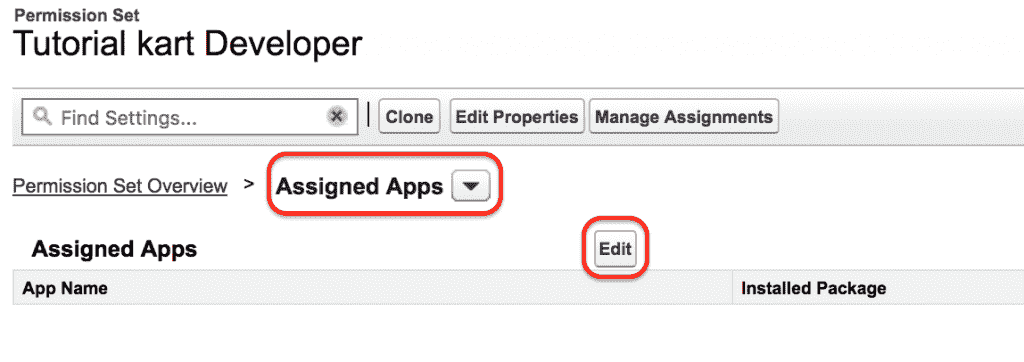 Permission Set
Tutorial kart Developer
Find Settings... Clone Edit Properties Manage Assignments
Permission Set Overview > Assigned Apps
Assigned Apps Edit
App Name Installed Package